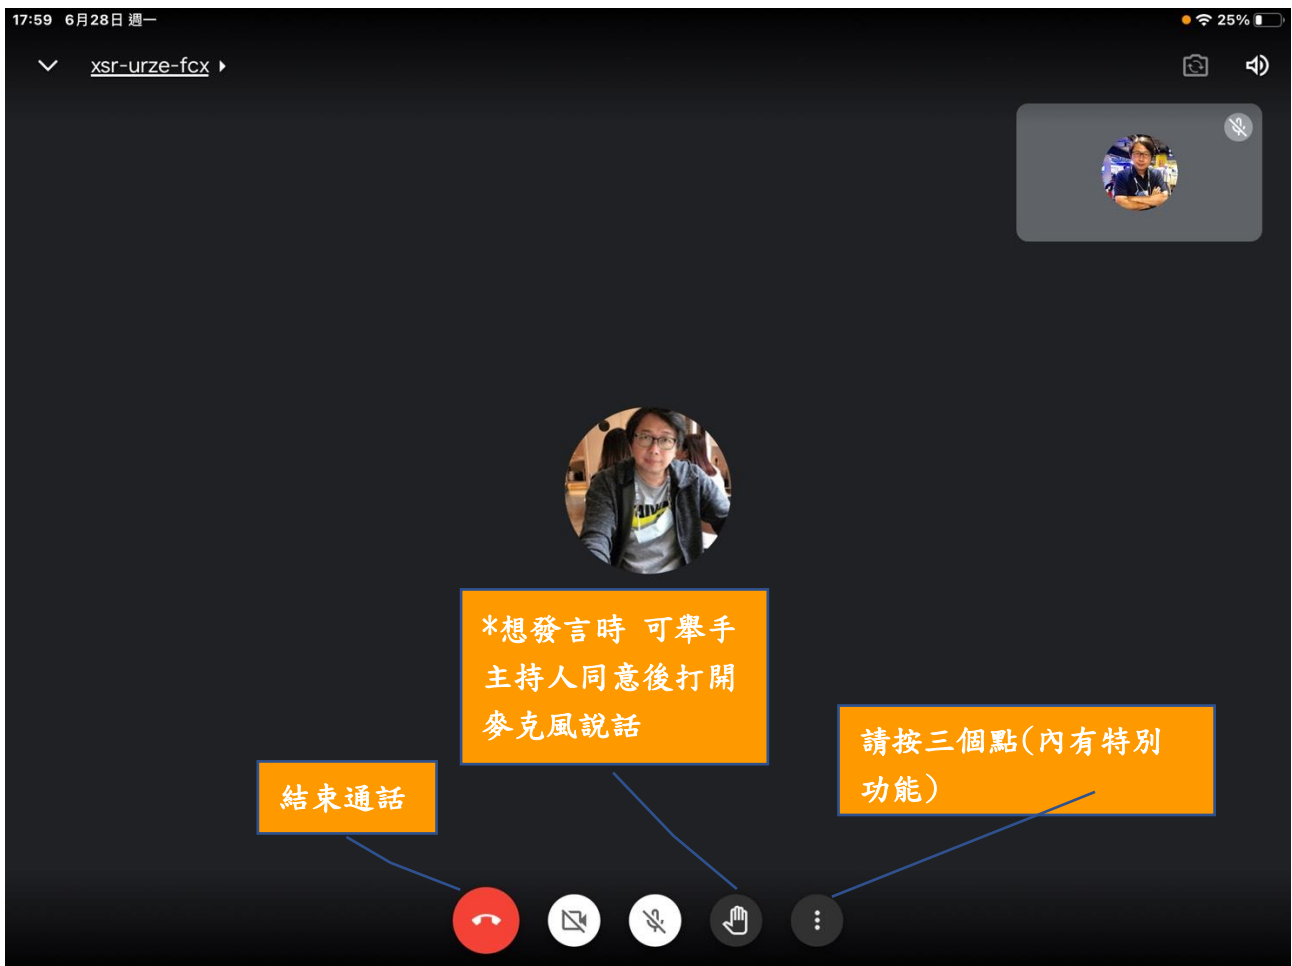 17:59 6月28日 週一
25%
xsr-urze-fcx
*想發言時 可舉手
主持人同意後打開
麥克風說話
請按三個點(內有特別
功能)
結束通話